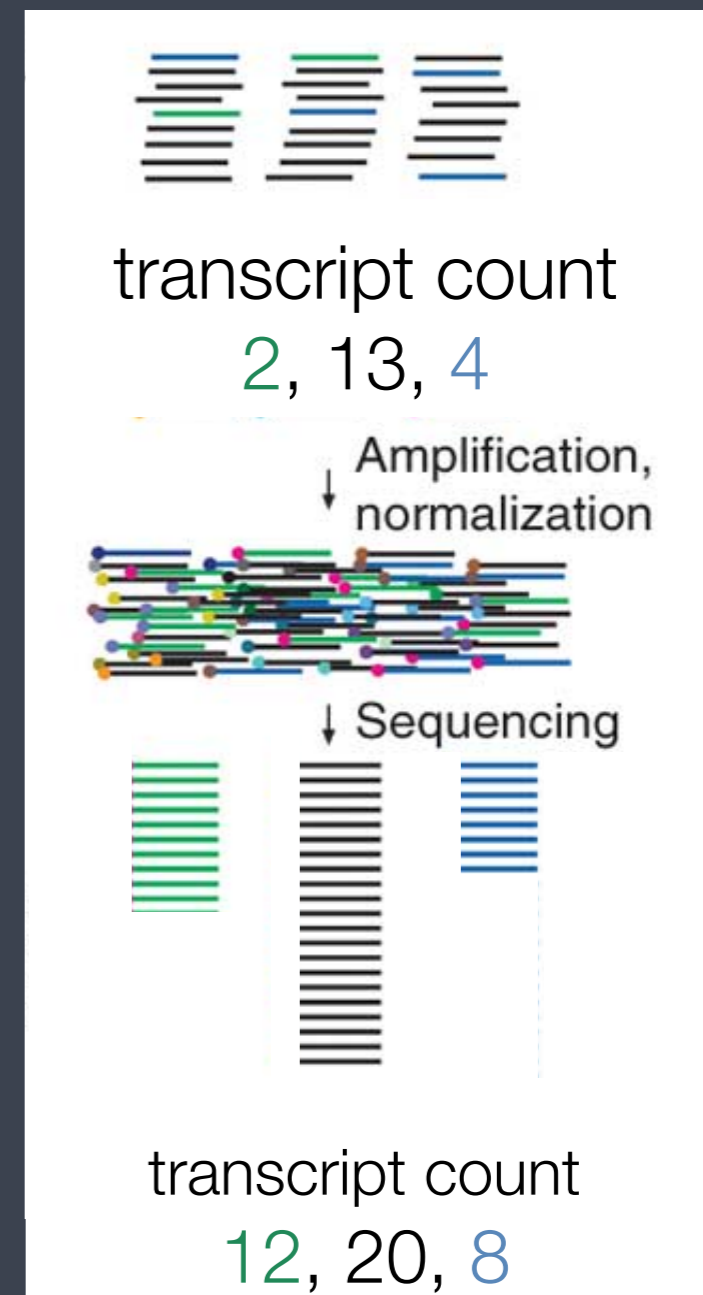 transcript count
2, 13, 4
Amplification,
normalization
Sequencing
transcript count
12, 20, 8